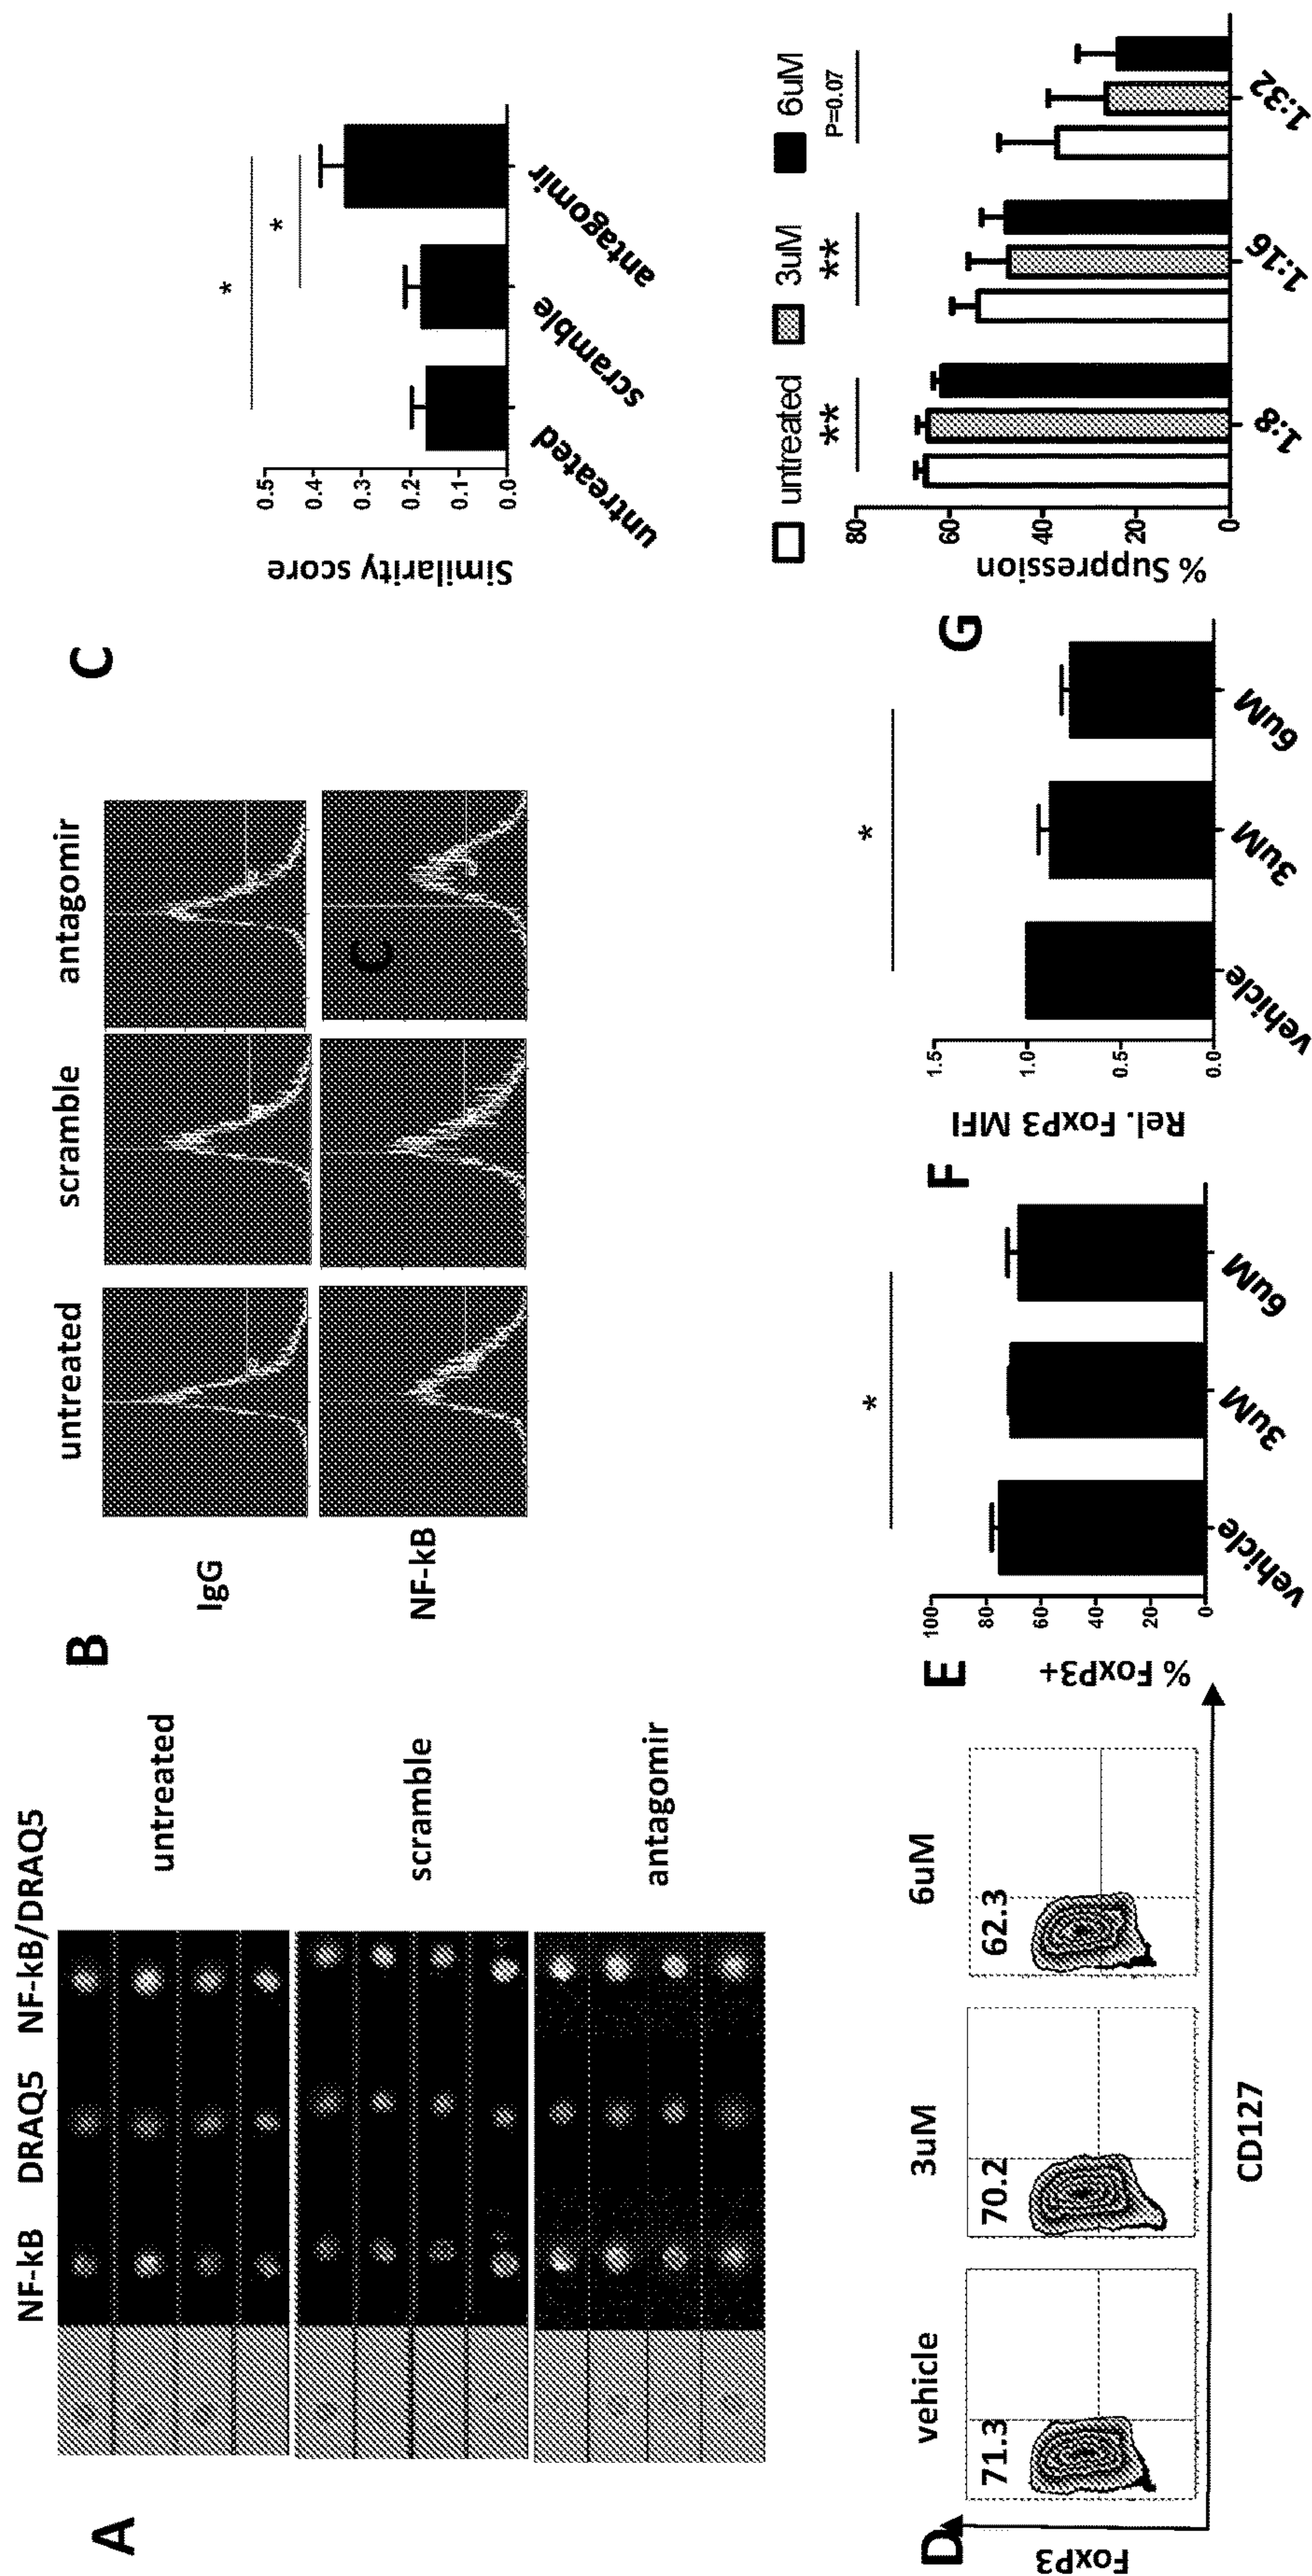 A
NF-kB DRAQ5 NF-kB/DRAQ5
untreated
scramble
antagomir
B
untreated scramble antagomir
IgG
NF-kB
C
C
Similarity score
0.5
0.4
0.3
0.2
0.1
0.0
untreated scramble antagomir
*
*
D
FoxP3
vehicle 3uM 6uM
71.3 70.2 62.3
CD127
E
% FoxP3+
100
80
60
40
20
0
vehicle 3uM 6uM
*
F
Rel. FoxP3 MFI
1.5
1.0
0.5
0.0
vehicle 3uM 6uM
*
G
untreated 3uM 6uM
** ** P=0.07
% Suppression
80
60
40
20
0
1:8 1:16 1:32